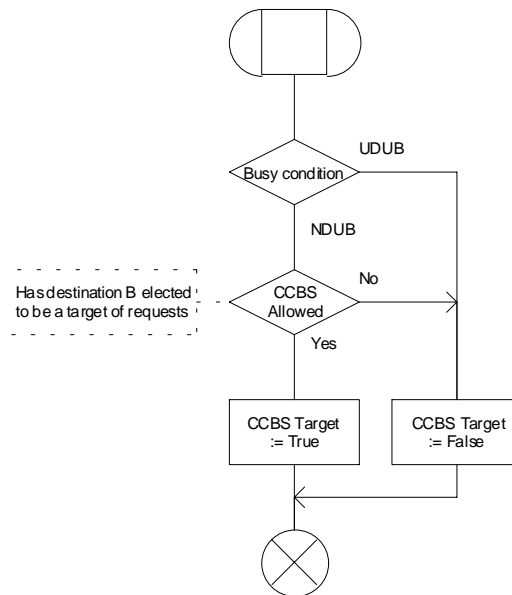 UDUB
Busy condition
NDUB
Has destination B elected
to be a target of requests
CCBS
Allowed
No
Yes
CCBS Target
:= True
CCBS Target
:= False